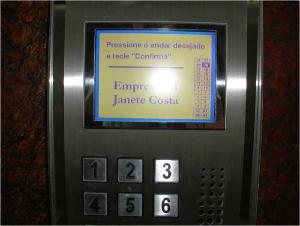 Pressione o andar desejado
e tecle "Confirma".
Janete Costa
1 2 3
4 5 6